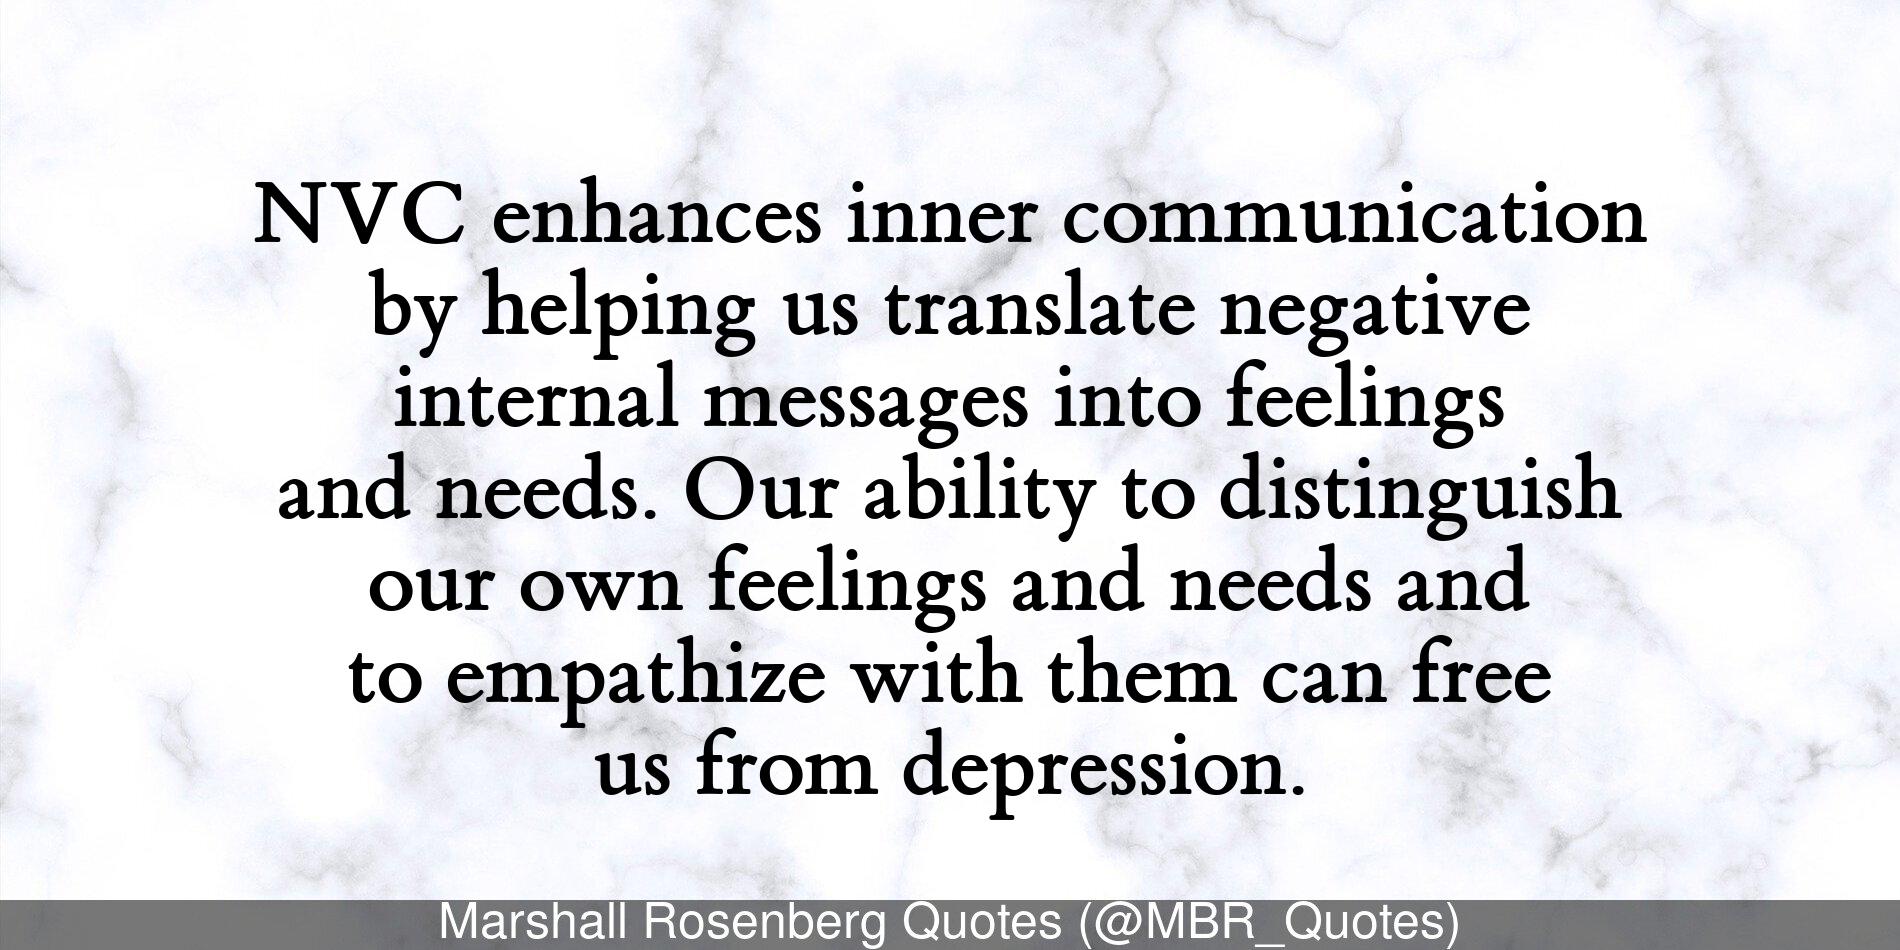 NVC enhances inner communication
by helping us translate negative
internal messages into feelings
and needs. Our ability to distinguish
our own feelings and needs and
to empathize with them can free
us from depression.
Marshall Rosenberg Quotes (@MBR_Quotes)